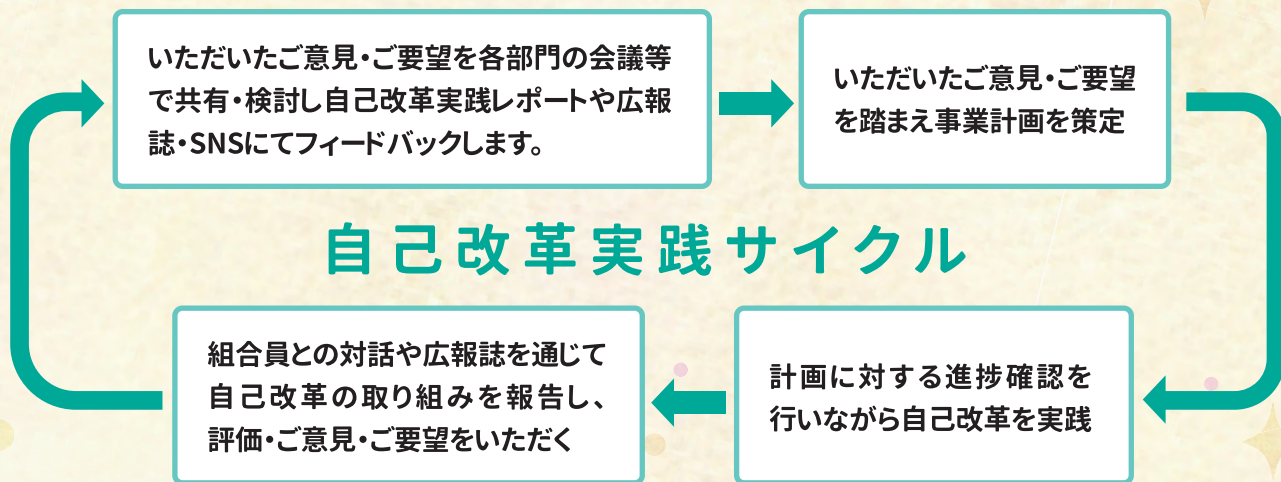 いただいたご意見・ご要望を各部門の会議等
で共有・検討し自己改革実践レポートや広報
誌・SNSにてフィードバックします。
いただいたご意見・ご要望
を踏まえ事業計画を策定
自己改革実践サイクル
組合員との対話や広報誌を通じて
自己改革の取り組みを報告し、
評価・ご意見・ご要望をいただく
計画に対する進捗確認を
行いながら自己改革を実践